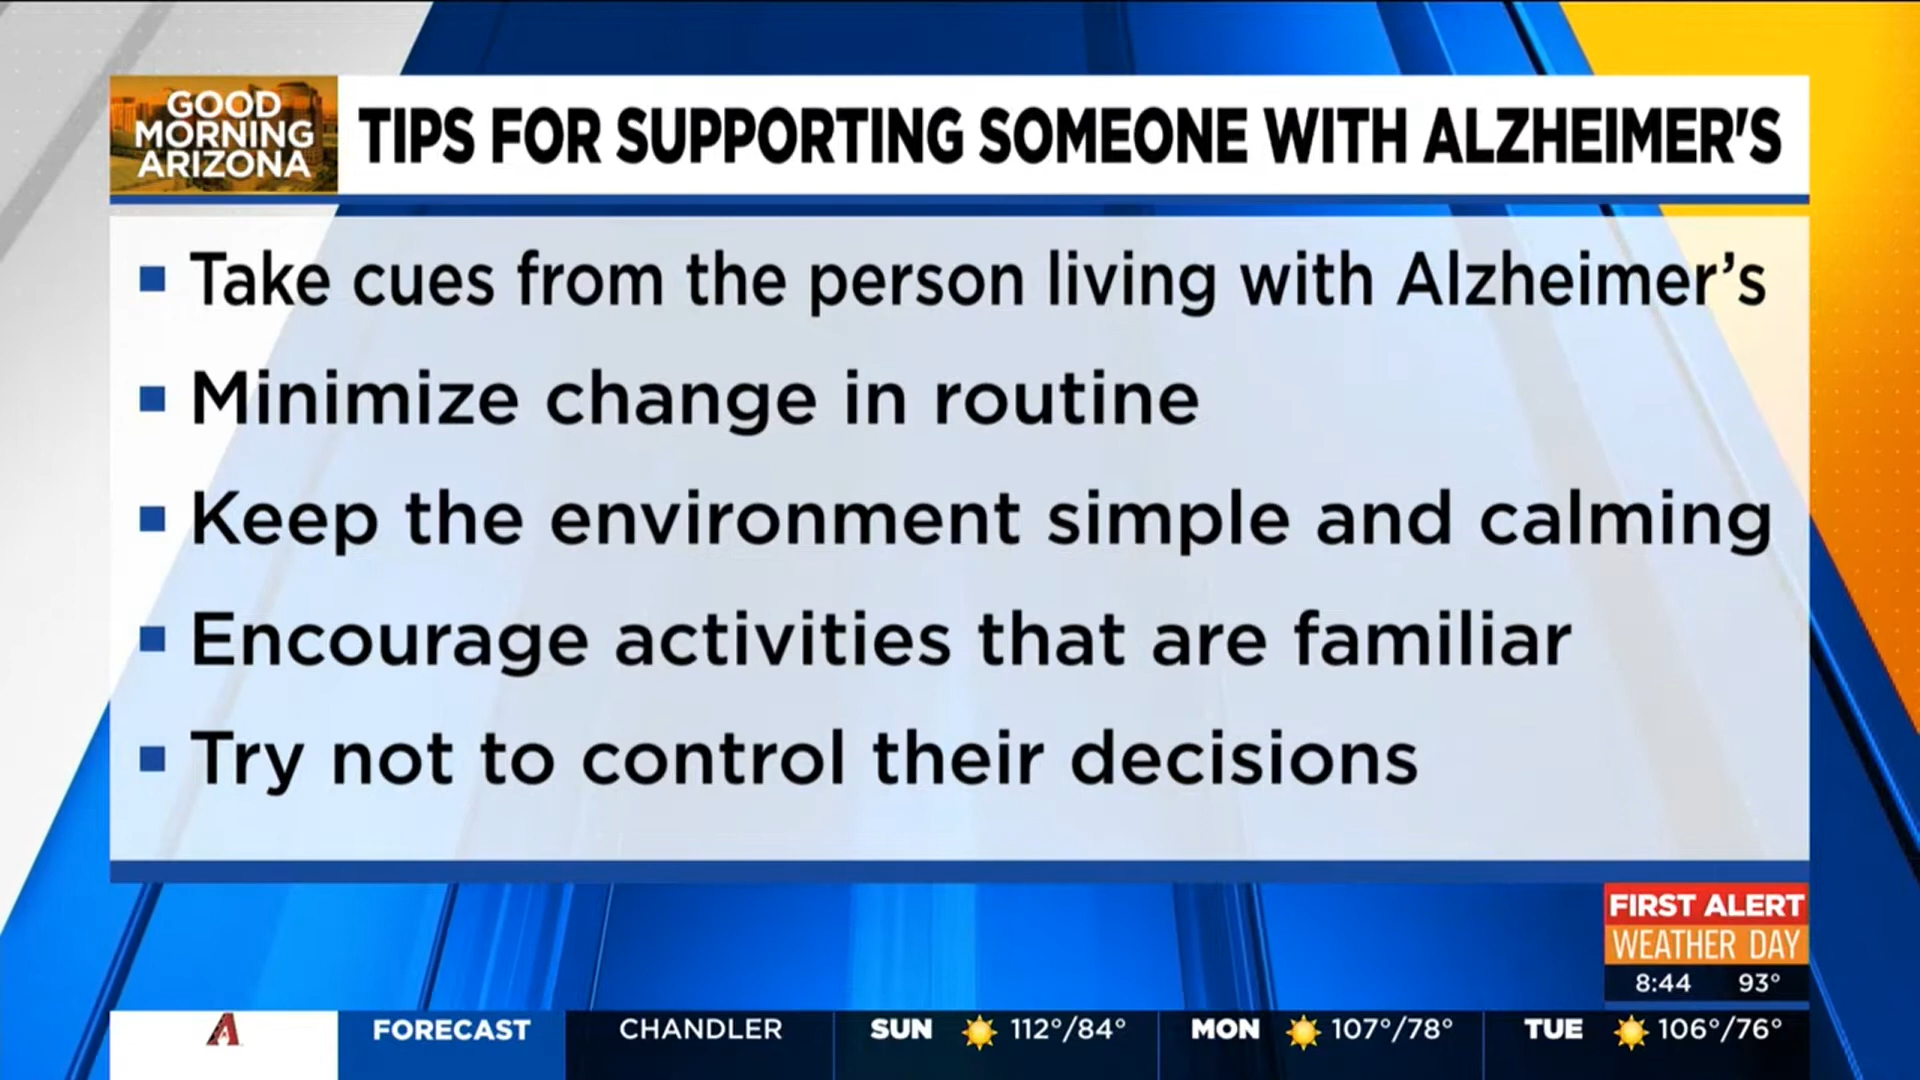 GOOD
MORNING
ARIZONA
TIPS FOR SUPPORTING SOMEONE WITH ALZHEIMER'S
Take cues from the person living with Alzheimer’s
Minimize change in routine
Keep the environment simple and calming
Encourage activities that are familiar
Try not to control their decisions
FIRST ALERT
WEATHER DAY
8:44 93°
A FORECAST CHANDLER SUN 112°/84° MON 107°/78° TUE 106°/76°